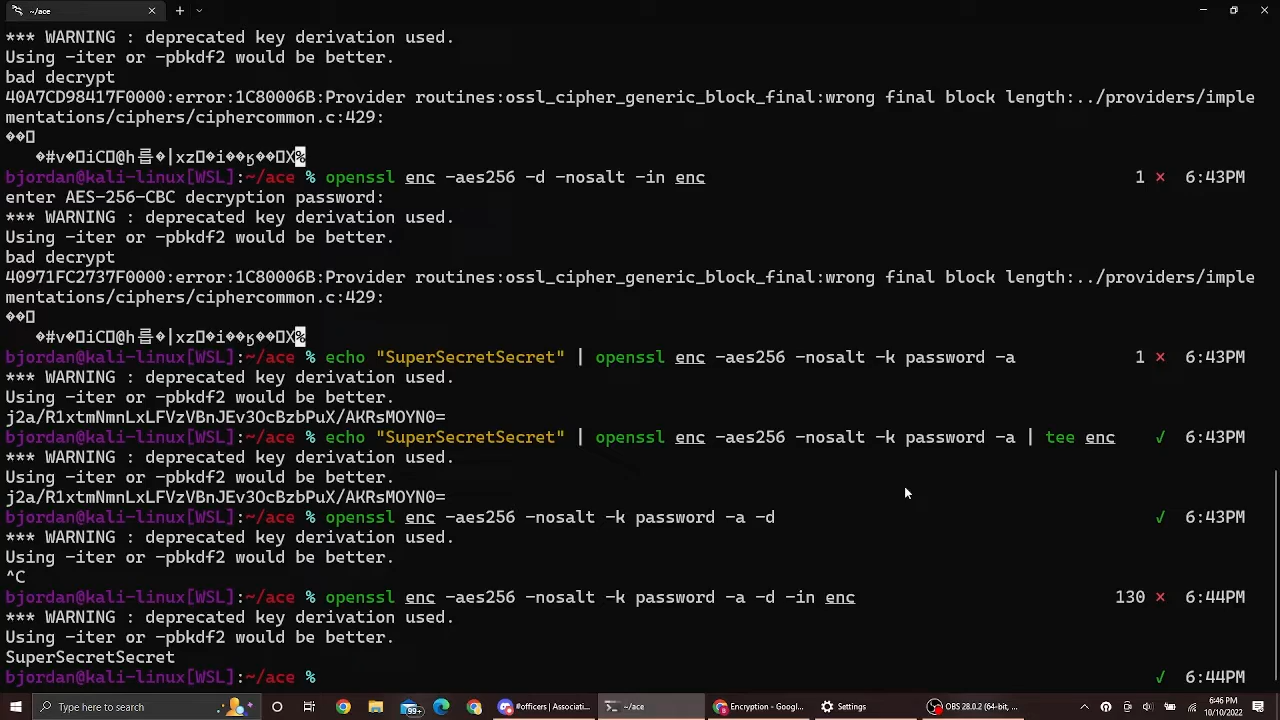 ~/ace
*** WARNING : deprecated key derivation used.
Using -iter or -pbkdf2 would be better.
bad decrypt
40A7CD98417F0000:error:1C80006B:Provider routines:ossl_cipher_generic_block_final:wrong final block length:../providers/imple
mentations/ciphers/ciphercommon.c:429:
bjordan@kali-linux[WSL]:~/ace % openssl enc -aes256 -d -nosalt -in enc 1 × 6:43PM
enter AES-256-CBC decryption password:
*** WARNING : deprecated key derivation used.
Using -iter or -pbkdf2 would be better.
bad decrypt
40971FC2737F0000:error:1C80006B:Provider routines:ossl_cipher_generic_block_final:wrong final block length:../providers/imple
mentations/ciphers/ciphercommon.c:429:
bjordan@kali-linux[WSL]:~/ace % echo "SuperSecretSecret" | openssl enc -aes256 -nosalt -k password -a 1 × 6:43PM
*** WARNING : deprecated key derivation used.
Using -iter or -pbkdf2 would be better.
j2a/R1xtmNmnLxLFVzVBnJEv3OcBzbPuX/AKRsMOYN0=
bjordan@kali-linux[WSL]:~/ace % echo "SuperSecretSecret" | openssl enc -aes256 -nosalt -k password -a | tee enc ✓ 6:43PM
*** WARNING : deprecated key derivation used.
Using -iter or -pbkdf2 would be better.
j2a/R1xtmNmnLxLFVzVBnJEv3OcBzbPuX/AKRsMOYN0=
bjordan@kali-linux[WSL]:~/ace % openssl enc -aes256 -nosalt -k password -a -d ✓ 6:43PM
*** WARNING : deprecated key derivation used.
Using -iter or -pbkdf2 would be better.
^C
bjordan@kali-linux[WSL]:~/ace % openssl enc -aes256 -nosalt -k password -a -d -in enc 130 × 6:44PM
*** WARNING : deprecated key derivation used.
Using -iter or -pbkdf2 would be better.
SuperSecretSecret
bjordan@kali-linux[WSL]:~/ace % ✓ 6:44PM
Type here to search
99+
#officers | Associati...
~/ace
Encryption - Googl...
Settings
OBS 28.0.2 (64-bit, ...
6:46 PM
10/10/2022